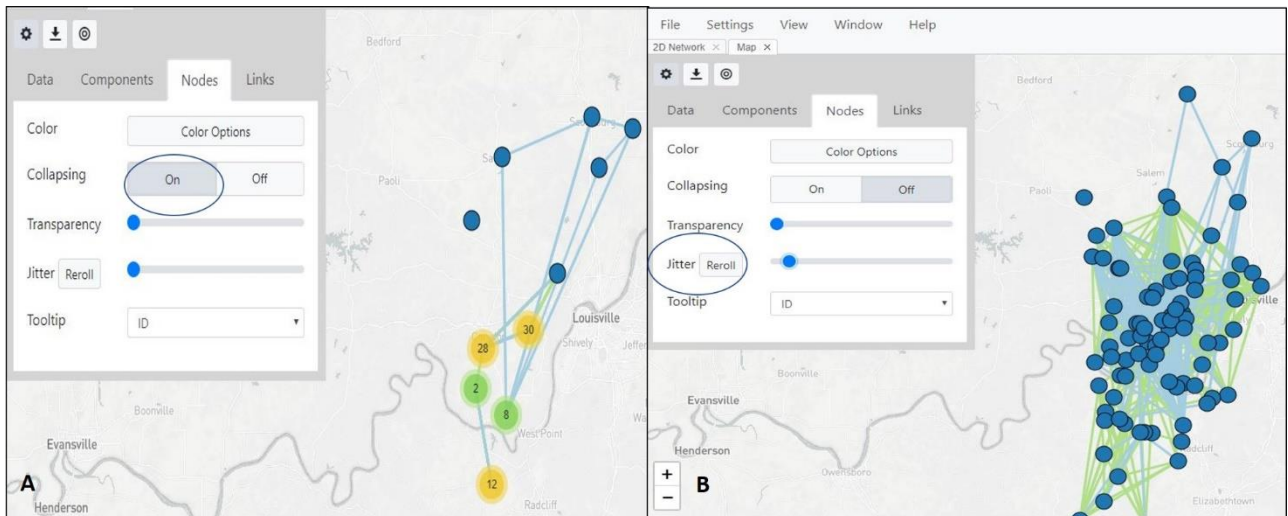 Data Components Nodes Links
Color Color Options
Collapsing On Off
Transparency
Jitter Reroll
Tooltip ID
Bedford
Paoli
Louisville
Shively
28
30
2
8
West Point
12
Radcliff
Boonville
Evansville
Henderson
A
File Settings View Window Help
2D Network × Map ×
Data Components Nodes Links
Color Color Options
Collapsing On Off
Transparency
Jitter Reroll
Tooltip ID
Bedford
Salem
Paoli
Boonville
Evansville
Henderson
Owensboro
Elizabethtown
+
−
B